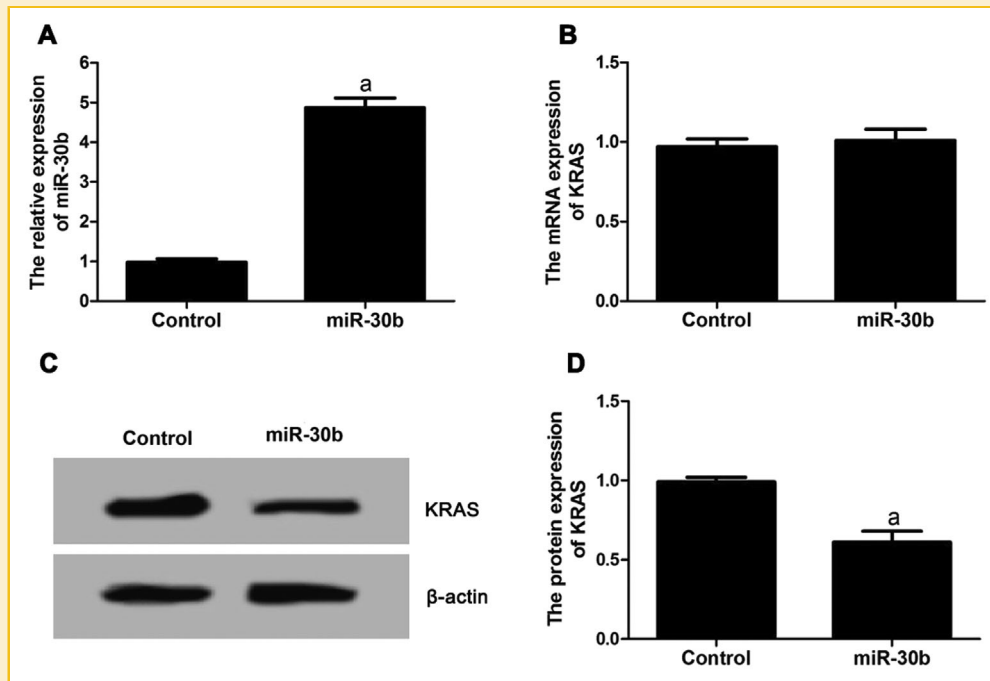 A
The relative expression
of miR-30b
6
5
4
3
2
1
0
a
Control
miR-30b
B
The mRNA expression
of KRAS
1.5
1.0
0.5
0.0
Control
miR-30b
C
Control
miR-30b
KRAS
β-actin
D
The protein expression
of KRAS
1.5
1.0
0.5
0.0
a
Control
miR-30b